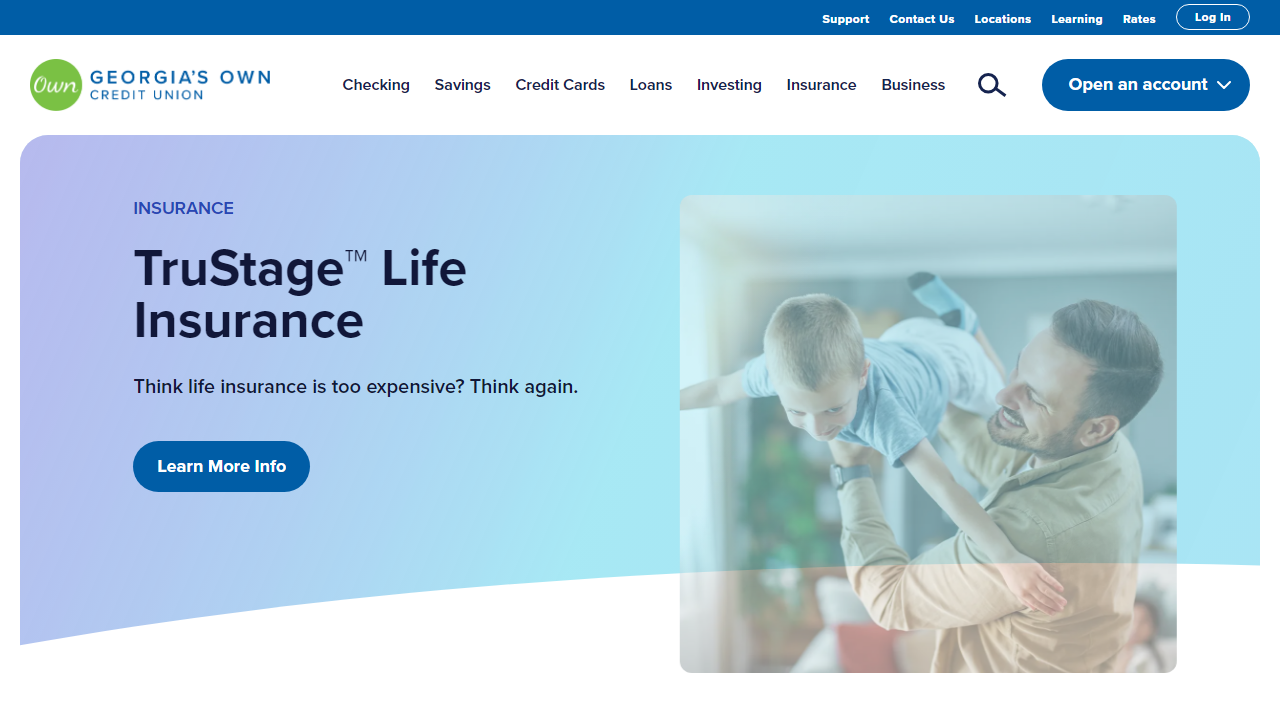 Support Contact Us Locations Learning Rates Log In
Own GEORGIA'S OWN
CREDIT UNION
Checking Savings Credit Cards Loans Investing Insurance Business Open an account
INSURANCE
TruStage™ Life
Insurance
Think life insurance is too expensive? Think again.
Learn More Info